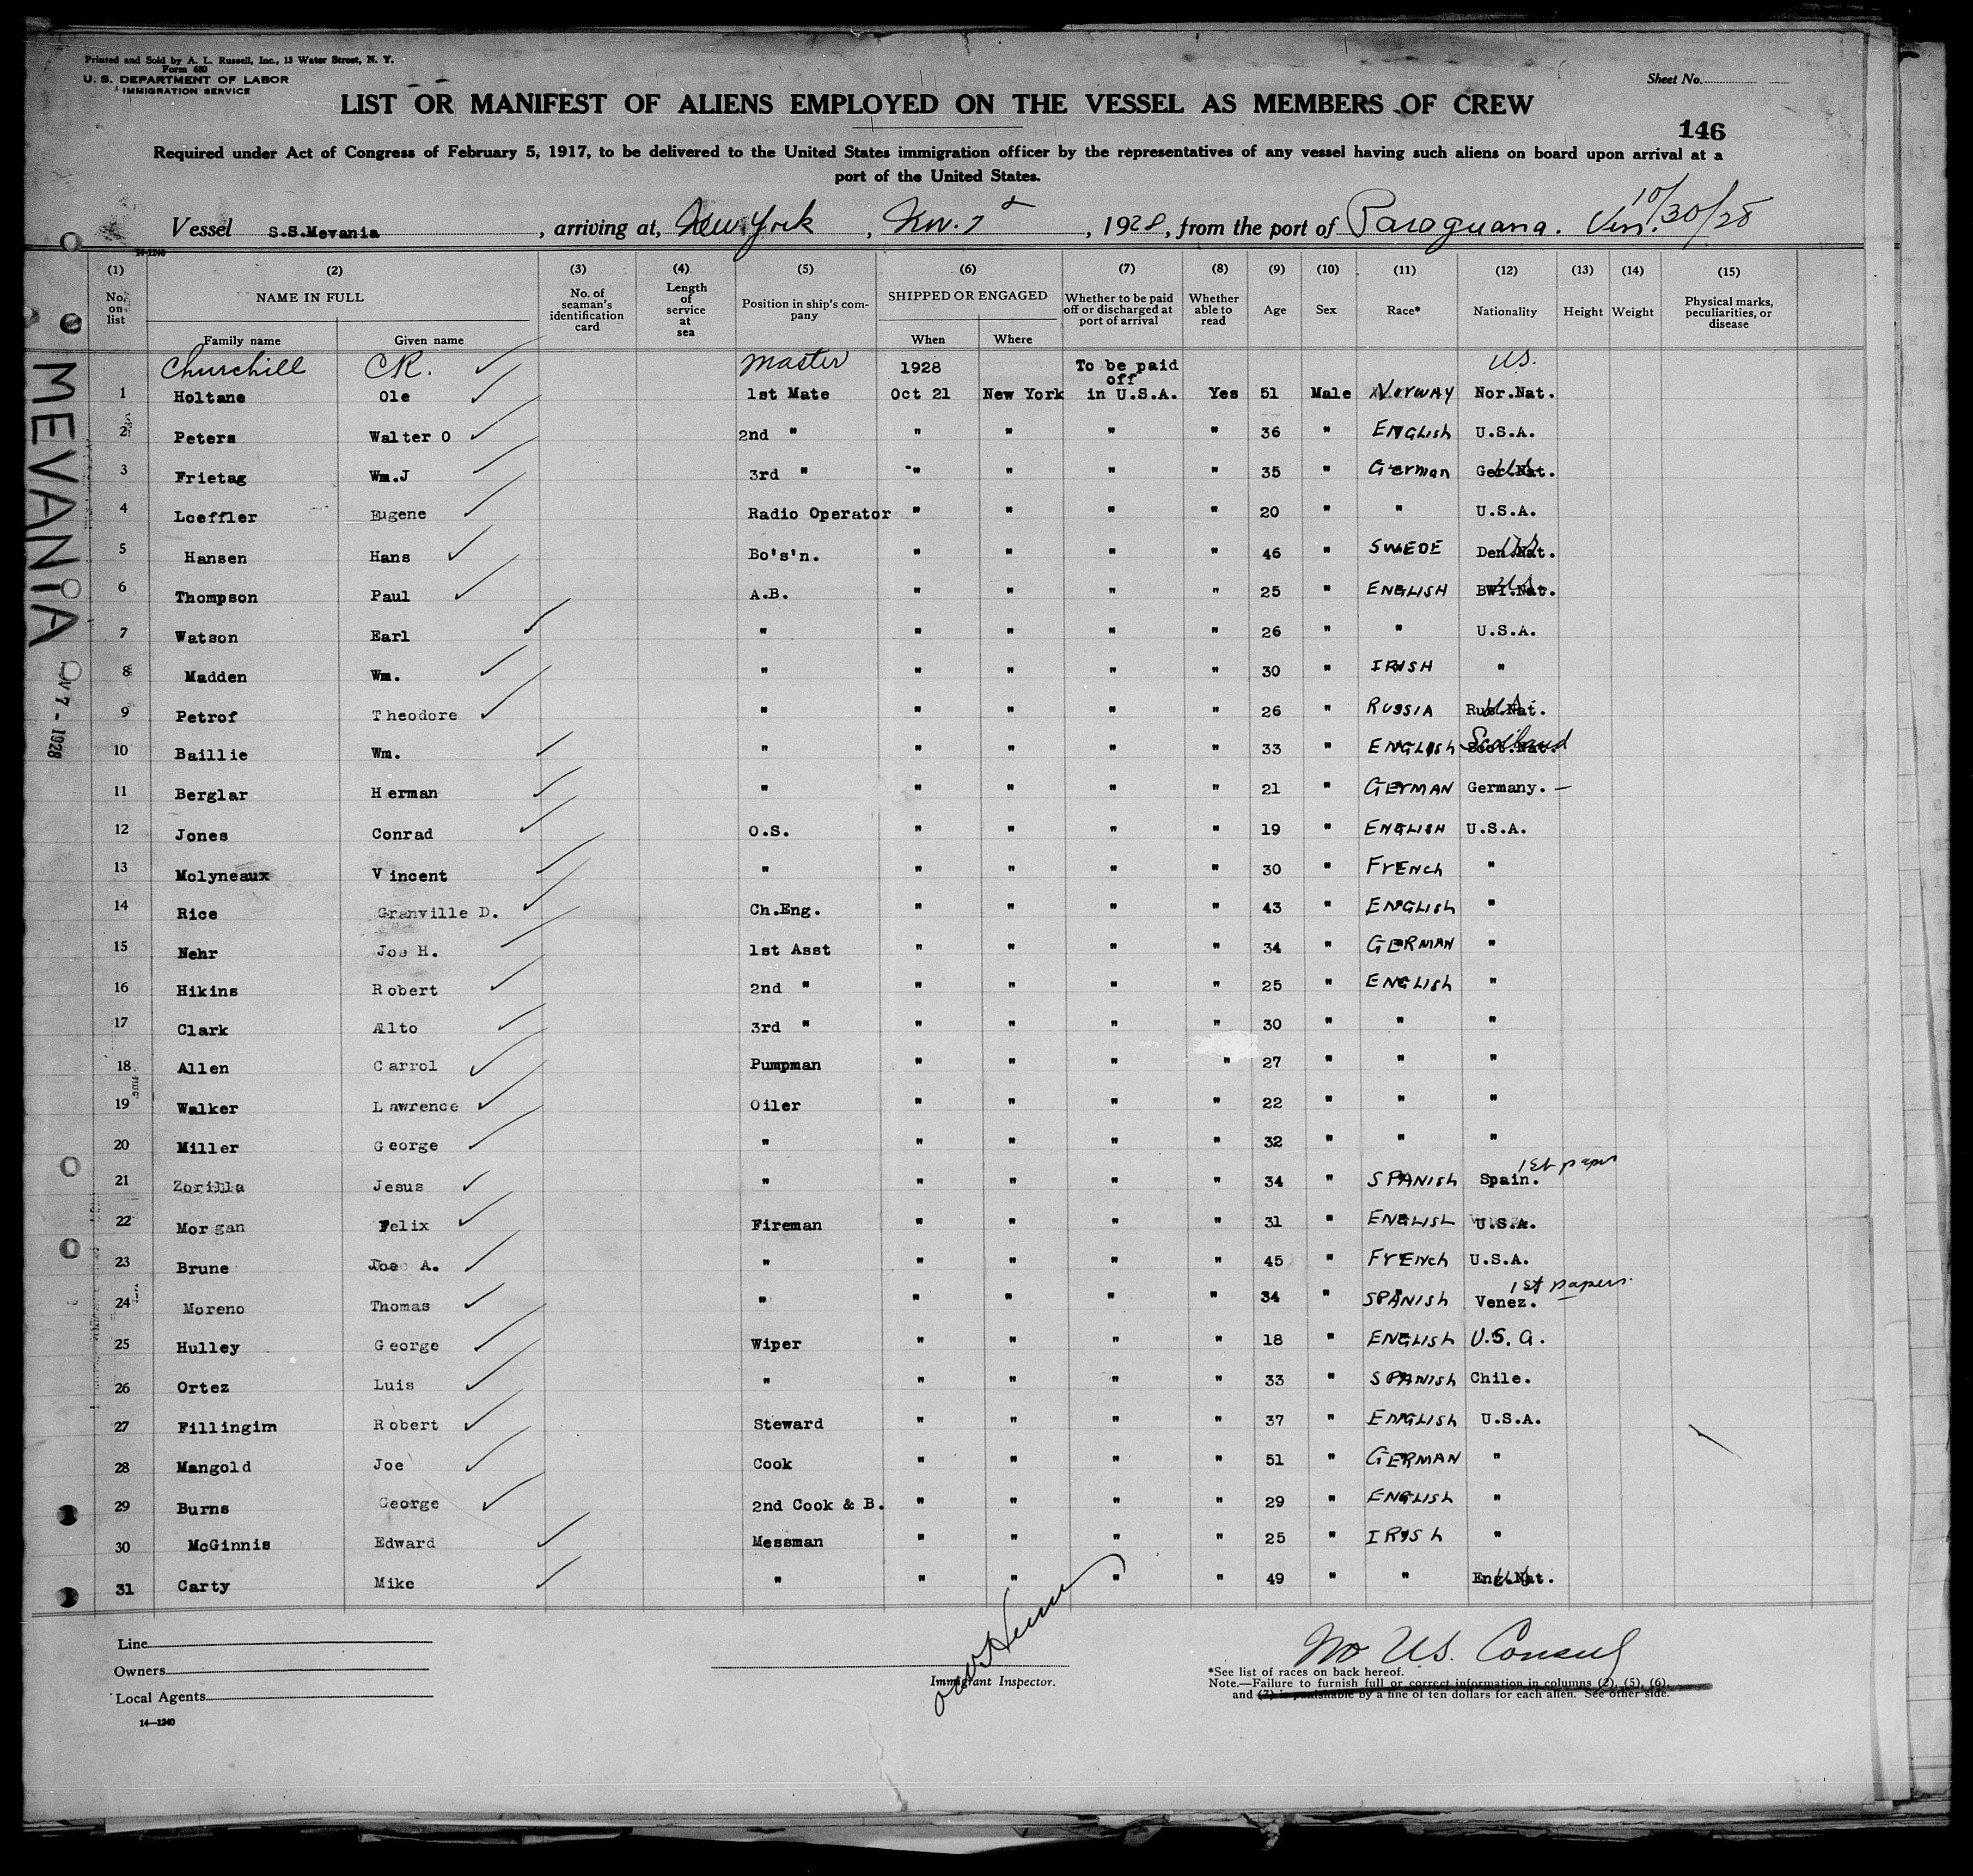 Printed and Sold by A. L. Russell, Inc., 13 Water Street, N. Y.
Form 680
U. S. DEPARTMENT OF LABOR
IMMIGRATION SERVICE
Sheet No.
LIST OR MANIFEST OF ALIENS EMPLOYED ON THE VESSEL AS MEMBERS OF CREW
146
Required under Act of Congress of February 5, 1917, to be delivered to the United States immigration officer by the representatives of any vessel having such aliens on board upon arrival at a
port of the United States.
Vessel S.S.Mevania, arriving at, New York, Nov. 7, 1928, from the port of Paroguana. Ven. 10/30/28
14-1240
(1) (2) (3) (4) (5) (6) (7) (8) (9) (10) (11) (12) (13) (14) (15)
No. on list NAME IN FULL Family name Given name No. of seaman's identification card Length of service at sea Position in ship's company SHIPPED OR ENGAGED When Where Whether to be paid off or discharged at port of arrival Whether able to read Age Sex Race* Nationality Height Weight Physical marks, peculiarities, or disease
Churchill CR. Master 1928 To be paid off U.S.
1 Holtane Ole 1st Mate Oct 21 New York in U.S.A. Yes 51 Male Norway Nor.Nat.
2 Peters Walter O 2nd " " " " " 36 " English U.S.A.
3 Frietag Wm.J 3rd " " " " " 35 " German Ger.Nat. U.S.
4 Loeffler Eugene Radio Operator " " " " 20 " " U.S.A.
5 Hansen Hans Bo's'n. " " " " 46 " SWEDE Den.Nat. U.S.
6 Thompson Paul A.B. " " " " 25 " ENGLISH BWI.Nat. U.S.
7 Watson Earl " " " " " 26 " " U.S.A.
8 Madden Wm. " " " " " 30 " IRISH "
9 Petrof Theodore " " " " " 26 " RUSSIA Rus.Nat. U.S.
10 Baillie Wm. " " " " " 33 " ENGLISH Scot.Nat. Scotland
11 Berglar Herman " " " " " 21 " GERMAN Germany. —
12 Jones Conrad O.S. " " " " 19 " ENGLISH U.S.A.
13 Molyneaux Vincent " " " " " 30 " FRENCH "
14 Rice Granville D. Ch.Eng. " " " " 43 " ENGLISH "
15 Nehr Joe H. 1st Asst " " " " 34 " GERMAN "
16 Hikins Robert 2nd " " " " " 25 " ENGLISH "
17 Clark Alto 3rd " " " " " 30 " " "
18 Allen Carrol Pumpman " " " " 27 " " "
19 Walker Lawrence Oiler " " " " 22 " " "
20 Miller George " " " " " 32 " " "
21 Zorilla Jesus " " " " " 34 " SPANISH Spain. 1st paper
22 Morgan Felix Fireman " " " " 31 " ENGLISH U.S.A.
23 Brune Joe A. " " " " " 45 " FRENCH U.S.A.
24 Moreno Thomas " " " " " 34 " SPANISH Venez. 1st papers.
25 Hulley George Wiper " " " " 18 " ENGLISH U.S.A.
26 Ortez Luis " " " " " 33 " SPANISH Chile.
27 Fillingim Robert Steward " " " " 37 " ENGLISH U.S.A.
28 Mangold Joe Cook " " " " 51 " GERMAN "
29 Burns George 2nd Cook & B. " " " " 29 " ENGLISH "
30 McGinnis Edward Messman " " " " 25 " IRISH "
31 Carty Mike " " " " " 49 " " Eng.Nat. U.S.
MEVANIA
NOV 7 - 1928
Line
Owners
Local Agents
14—1240
Immigrant Inspector.
No U.S. Consul
*See list of races on back hereof.
Note.—Failure to furnish full or correct information in columns (2), (5), (6),
and (7) is punishable by a fine of ten dollars for each alien. See other side.